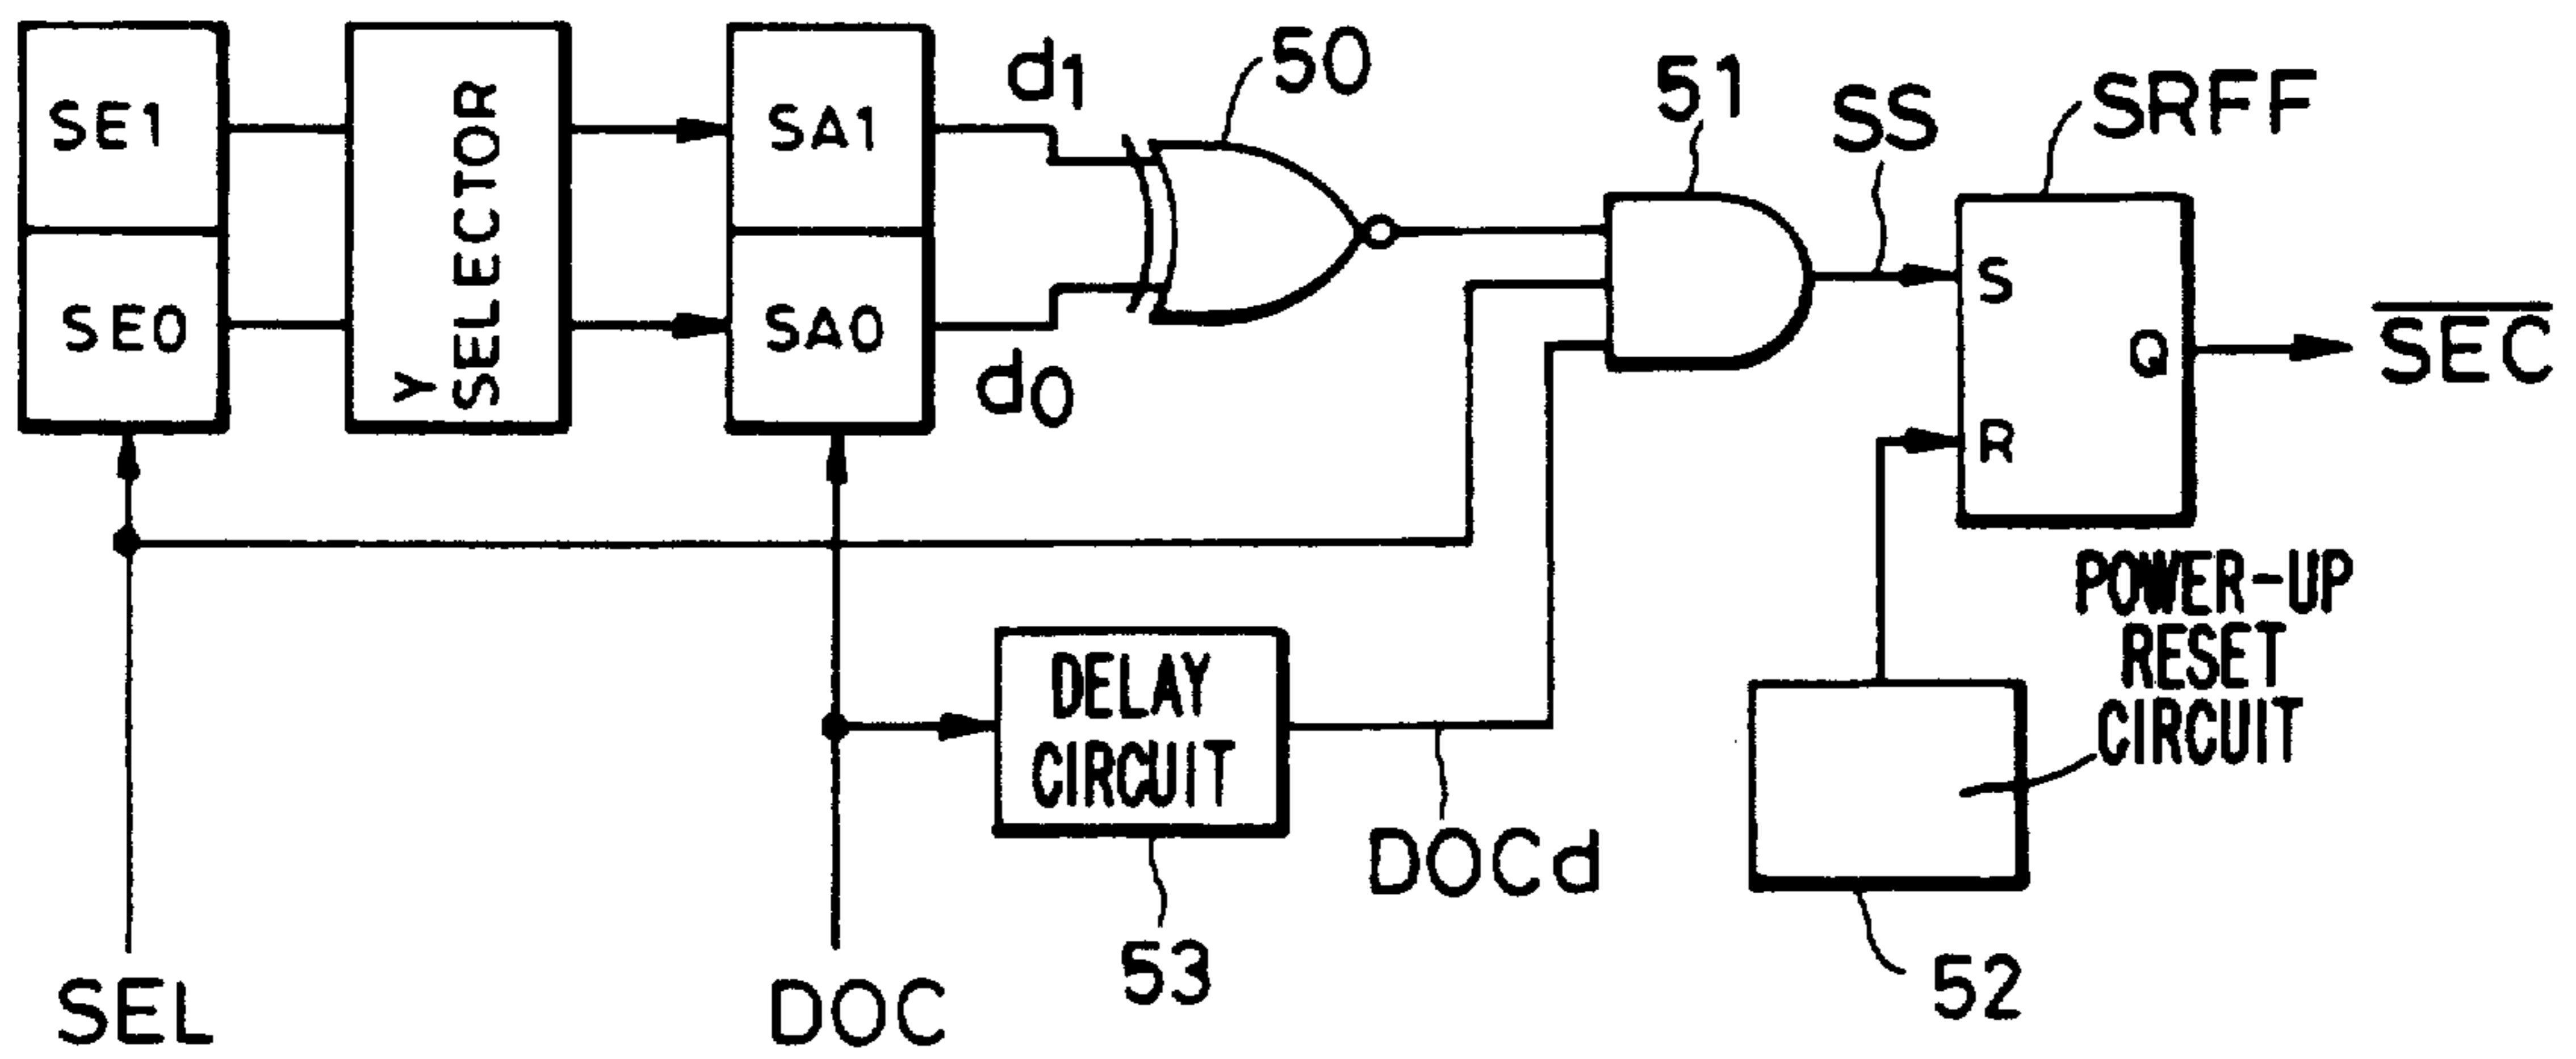 SE1
SE0
Y
SELECTOR
SA1
SA0
d1
d0
50
51
SS
SRFF
S
R
Q
SEC
POWER-UP
RESET
CIRCUIT
DELAY
CIRCUIT
DOCd
53
52
SEL
DOC